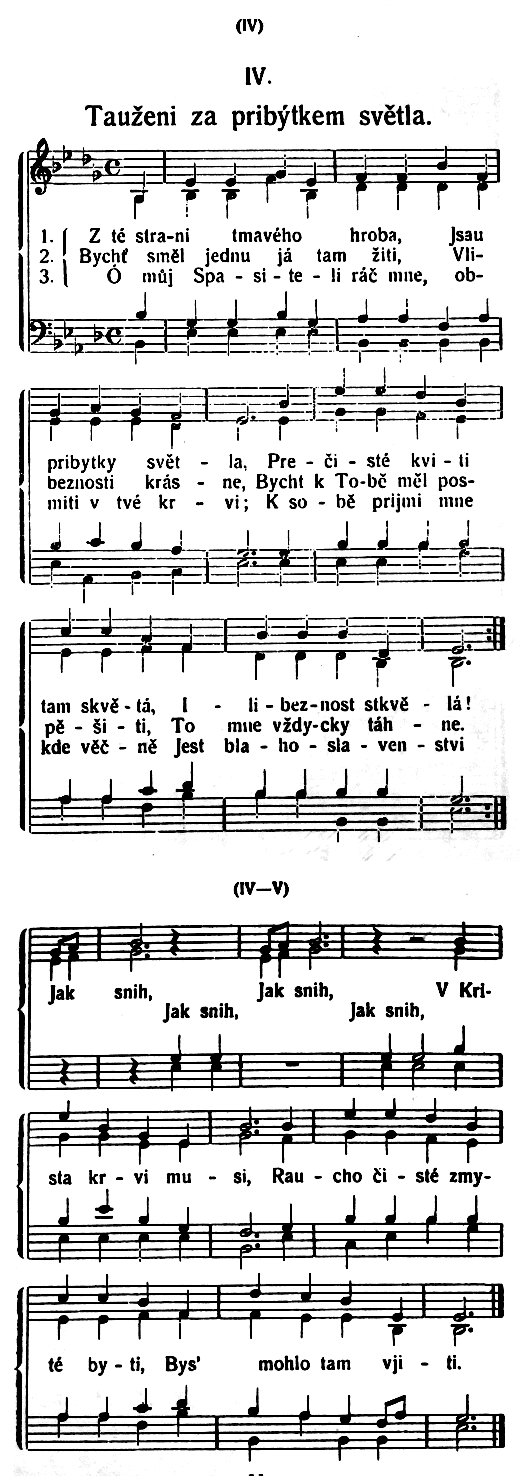 (IV)
IV.
Tauženi za pribýtkem světla.
1. Z té stra-ni tmavého hroba, Jsau
2. Bychť směl jednu já tam žiti, Vli-
3. Ó můj Spa - si - te - li ráč mne, ob-
pribytky svět - la, Pre - či - sté kvi - ti
beznosti krás - ne, Bycht k To-bě měl pos-
miti v tvé kr - vi; K so - bě prijmi mne
tam skvě - tá, I - li - bez-nost stkvě - lá!
pě - ši - ti, To mne vždy-cky táh - ne.
kde věč - ně Jest bla - ho - sla - ven - stvi
(IV—V)
Jak snih, Jak snih, V Kri-
Jak snih, Jak snih,
sta kr - vi mu - si, Rau - cho či - sté zmy-
té by - ti, Bys' mohlo tam vji - ti.